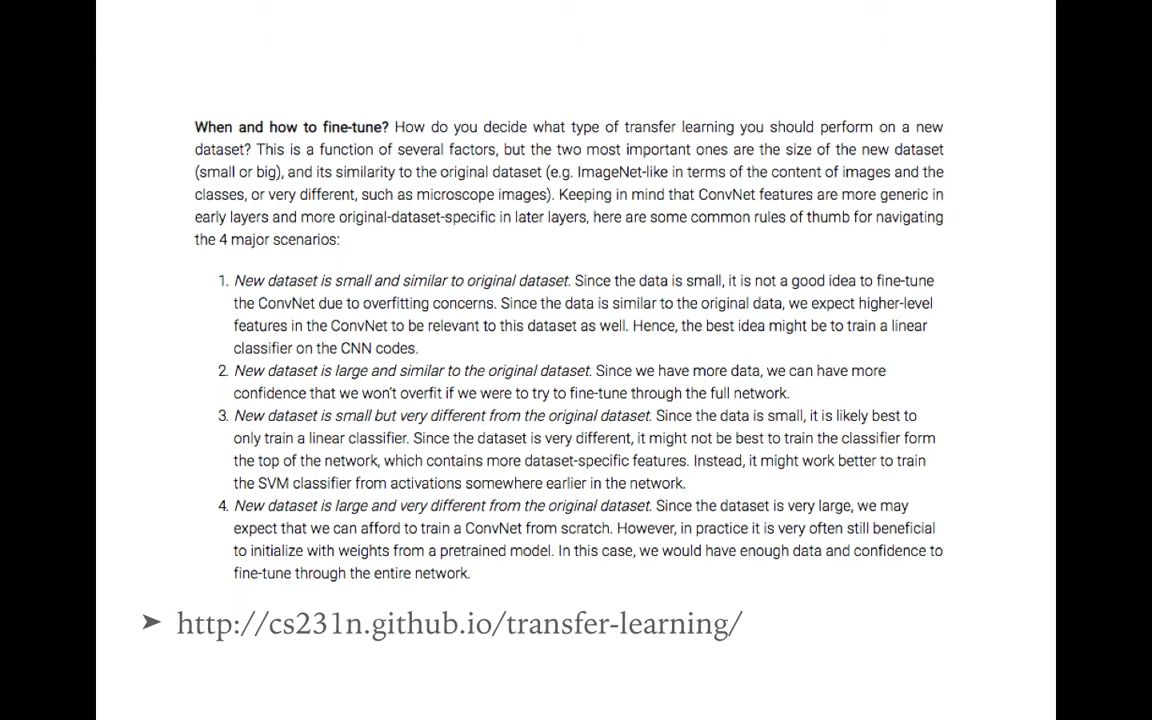 When and how to fine-tune? How do you decide what type of transfer learning you should perform on a new
dataset? This is a function of several factors, but the two most important ones are the size of the new dataset
(small or big), and its similarity to the original dataset (e.g. ImageNet-like in terms of the content of images and the
classes, or very different, such as microscope images). Keeping in mind that ConvNet features are more generic in
early layers and more original-dataset-specific in later layers, here are some common rules of thumb for navigating
the 4 major scenarios:
1. New dataset is small and similar to original dataset. Since the data is small, it is not a good idea to fine-tune
the ConvNet due to overfitting concerns. Since the data is similar to the original data, we expect higher-level
features in the ConvNet to be relevant to this dataset as well. Hence, the best idea might be to train a linear
classifier on the CNN codes.
2. New dataset is large and similar to the original dataset. Since we have more data, we can have more
confidence that we won't overfit if we were to try to fine-tune through the full network.
3. New dataset is small but very different from the original dataset. Since the data is small, it is likely best to
only train a linear classifier. Since the dataset is very different, it might not be best to train the classifier form
the top of the network, which contains more dataset-specific features. Instead, it might work better to train
the SVM classifier from activations somewhere earlier in the network.
4. New dataset is large and very different from the original dataset. Since the dataset is very large, we may
expect that we can afford to train a ConvNet from scratch. However, in practice it is very often still beneficial
to initialize with weights from a pretrained model. In this case, we would have enough data and confidence to
fine-tune through the entire network.
➤ http://cs231n.github.io/transfer-learning/